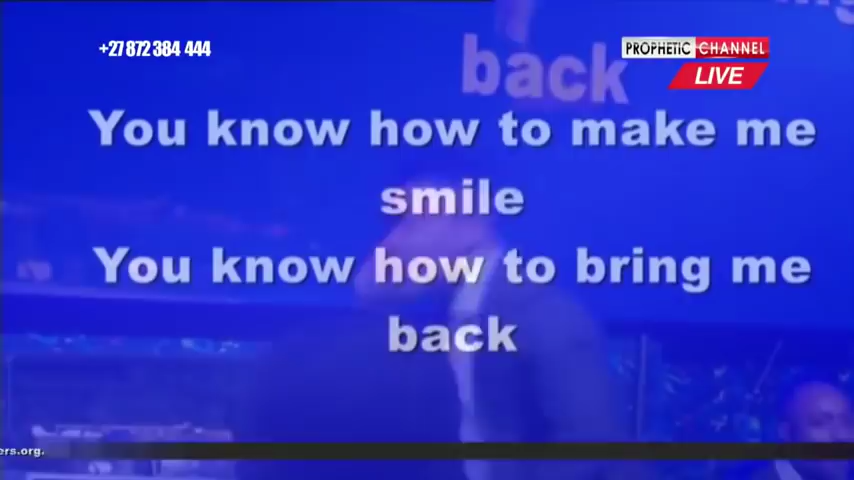 +27 872 384 444
PROPHETIC CHANNEL
LIVE
back
You know how to make me
smile
You know how to bring me
back
ers.org.